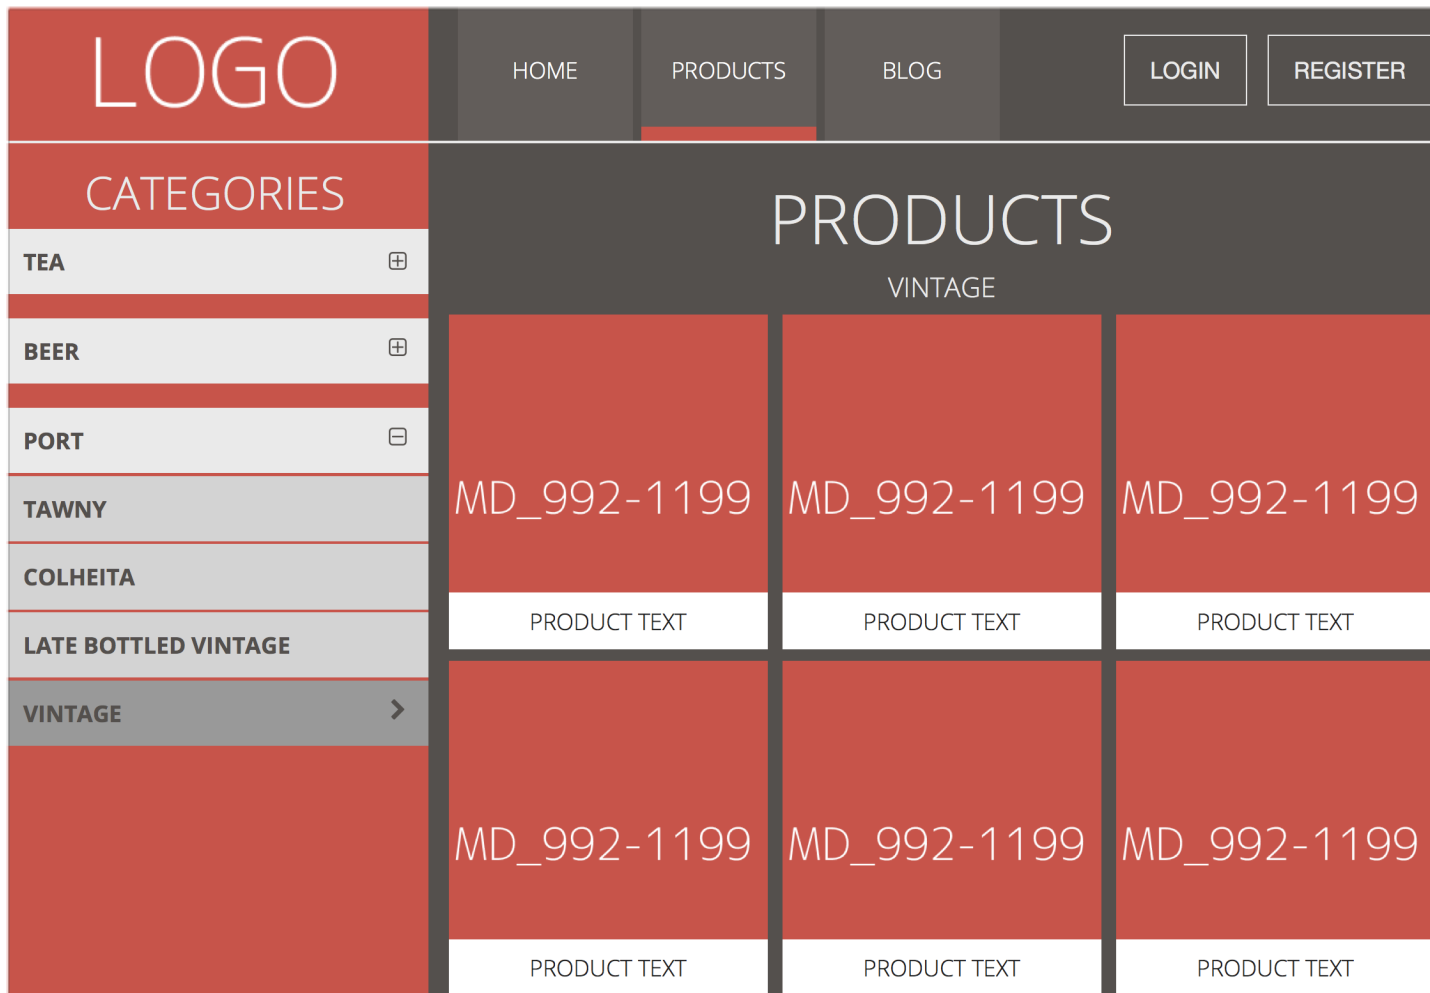 LOGO
HOME PRODUCTS BLOG LOGIN REGISTER
CATEGORIES
TEA
BEER
PORT
TAWNY
COLHEITA
LATE BOTTLED VINTAGE
VINTAGE
PRODUCTS
VINTAGE
MD_992-1199 MD_992-1199 MD_992-1199
PRODUCT TEXT PRODUCT TEXT PRODUCT TEXT
MD_992-1199 MD_992-1199 MD_992-1199
PRODUCT TEXT PRODUCT TEXT PRODUCT TEXT